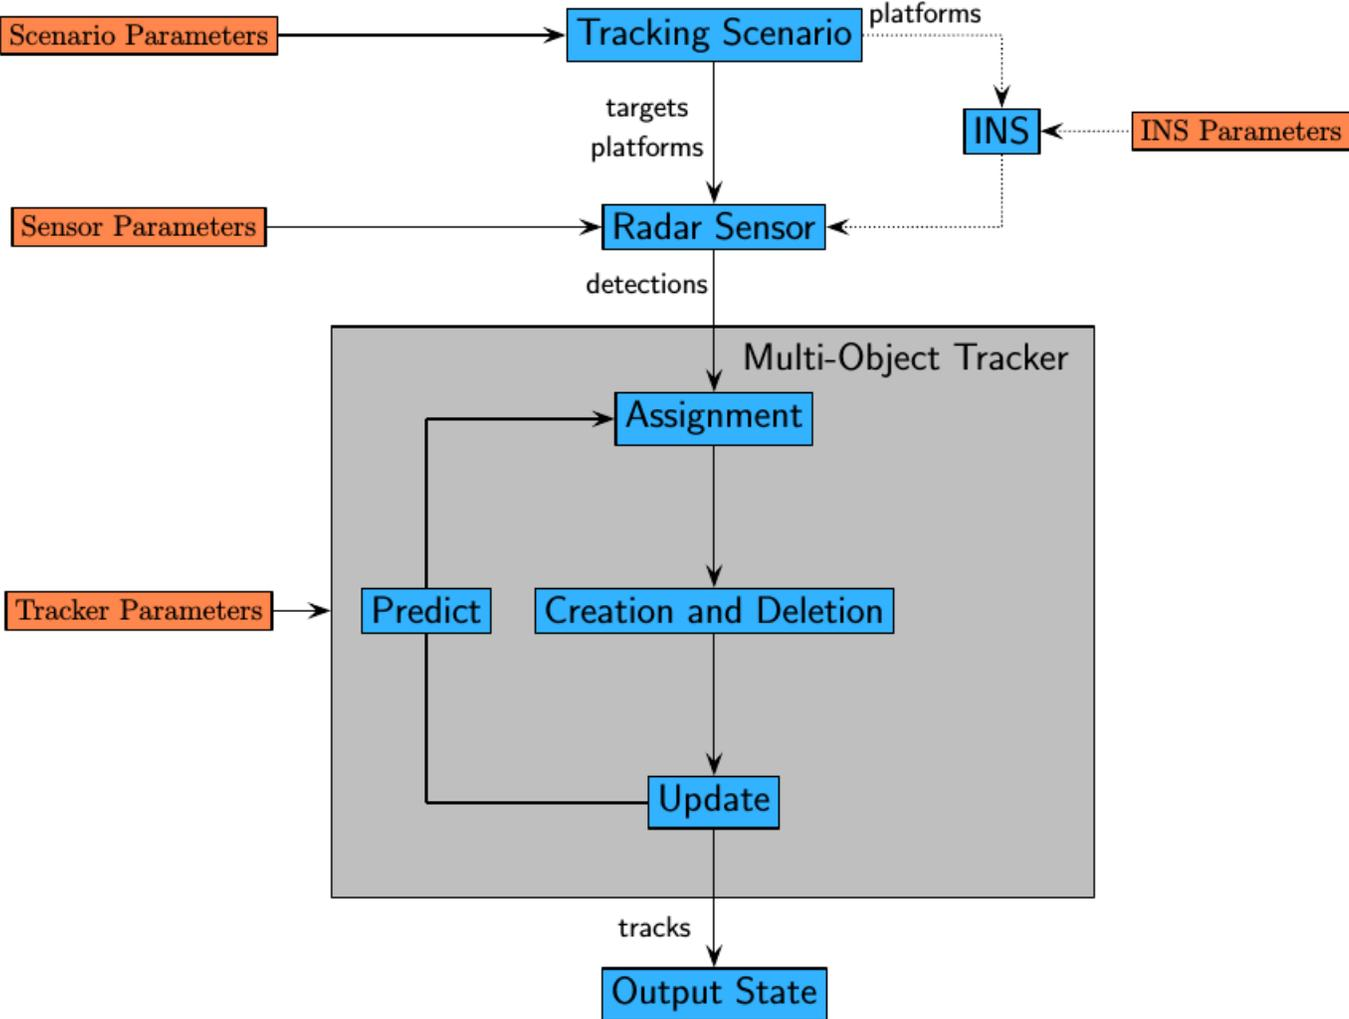 platforms
Scenario Parameters
Tracking Scenario
targets
platforms
INS
INS Parameters
Sensor Parameters
Radar Sensor
detections
Multi-Object Tracker
Assignment
Tracker Parameters
Predict
Creation and Deletion
Update
tracks
Output State